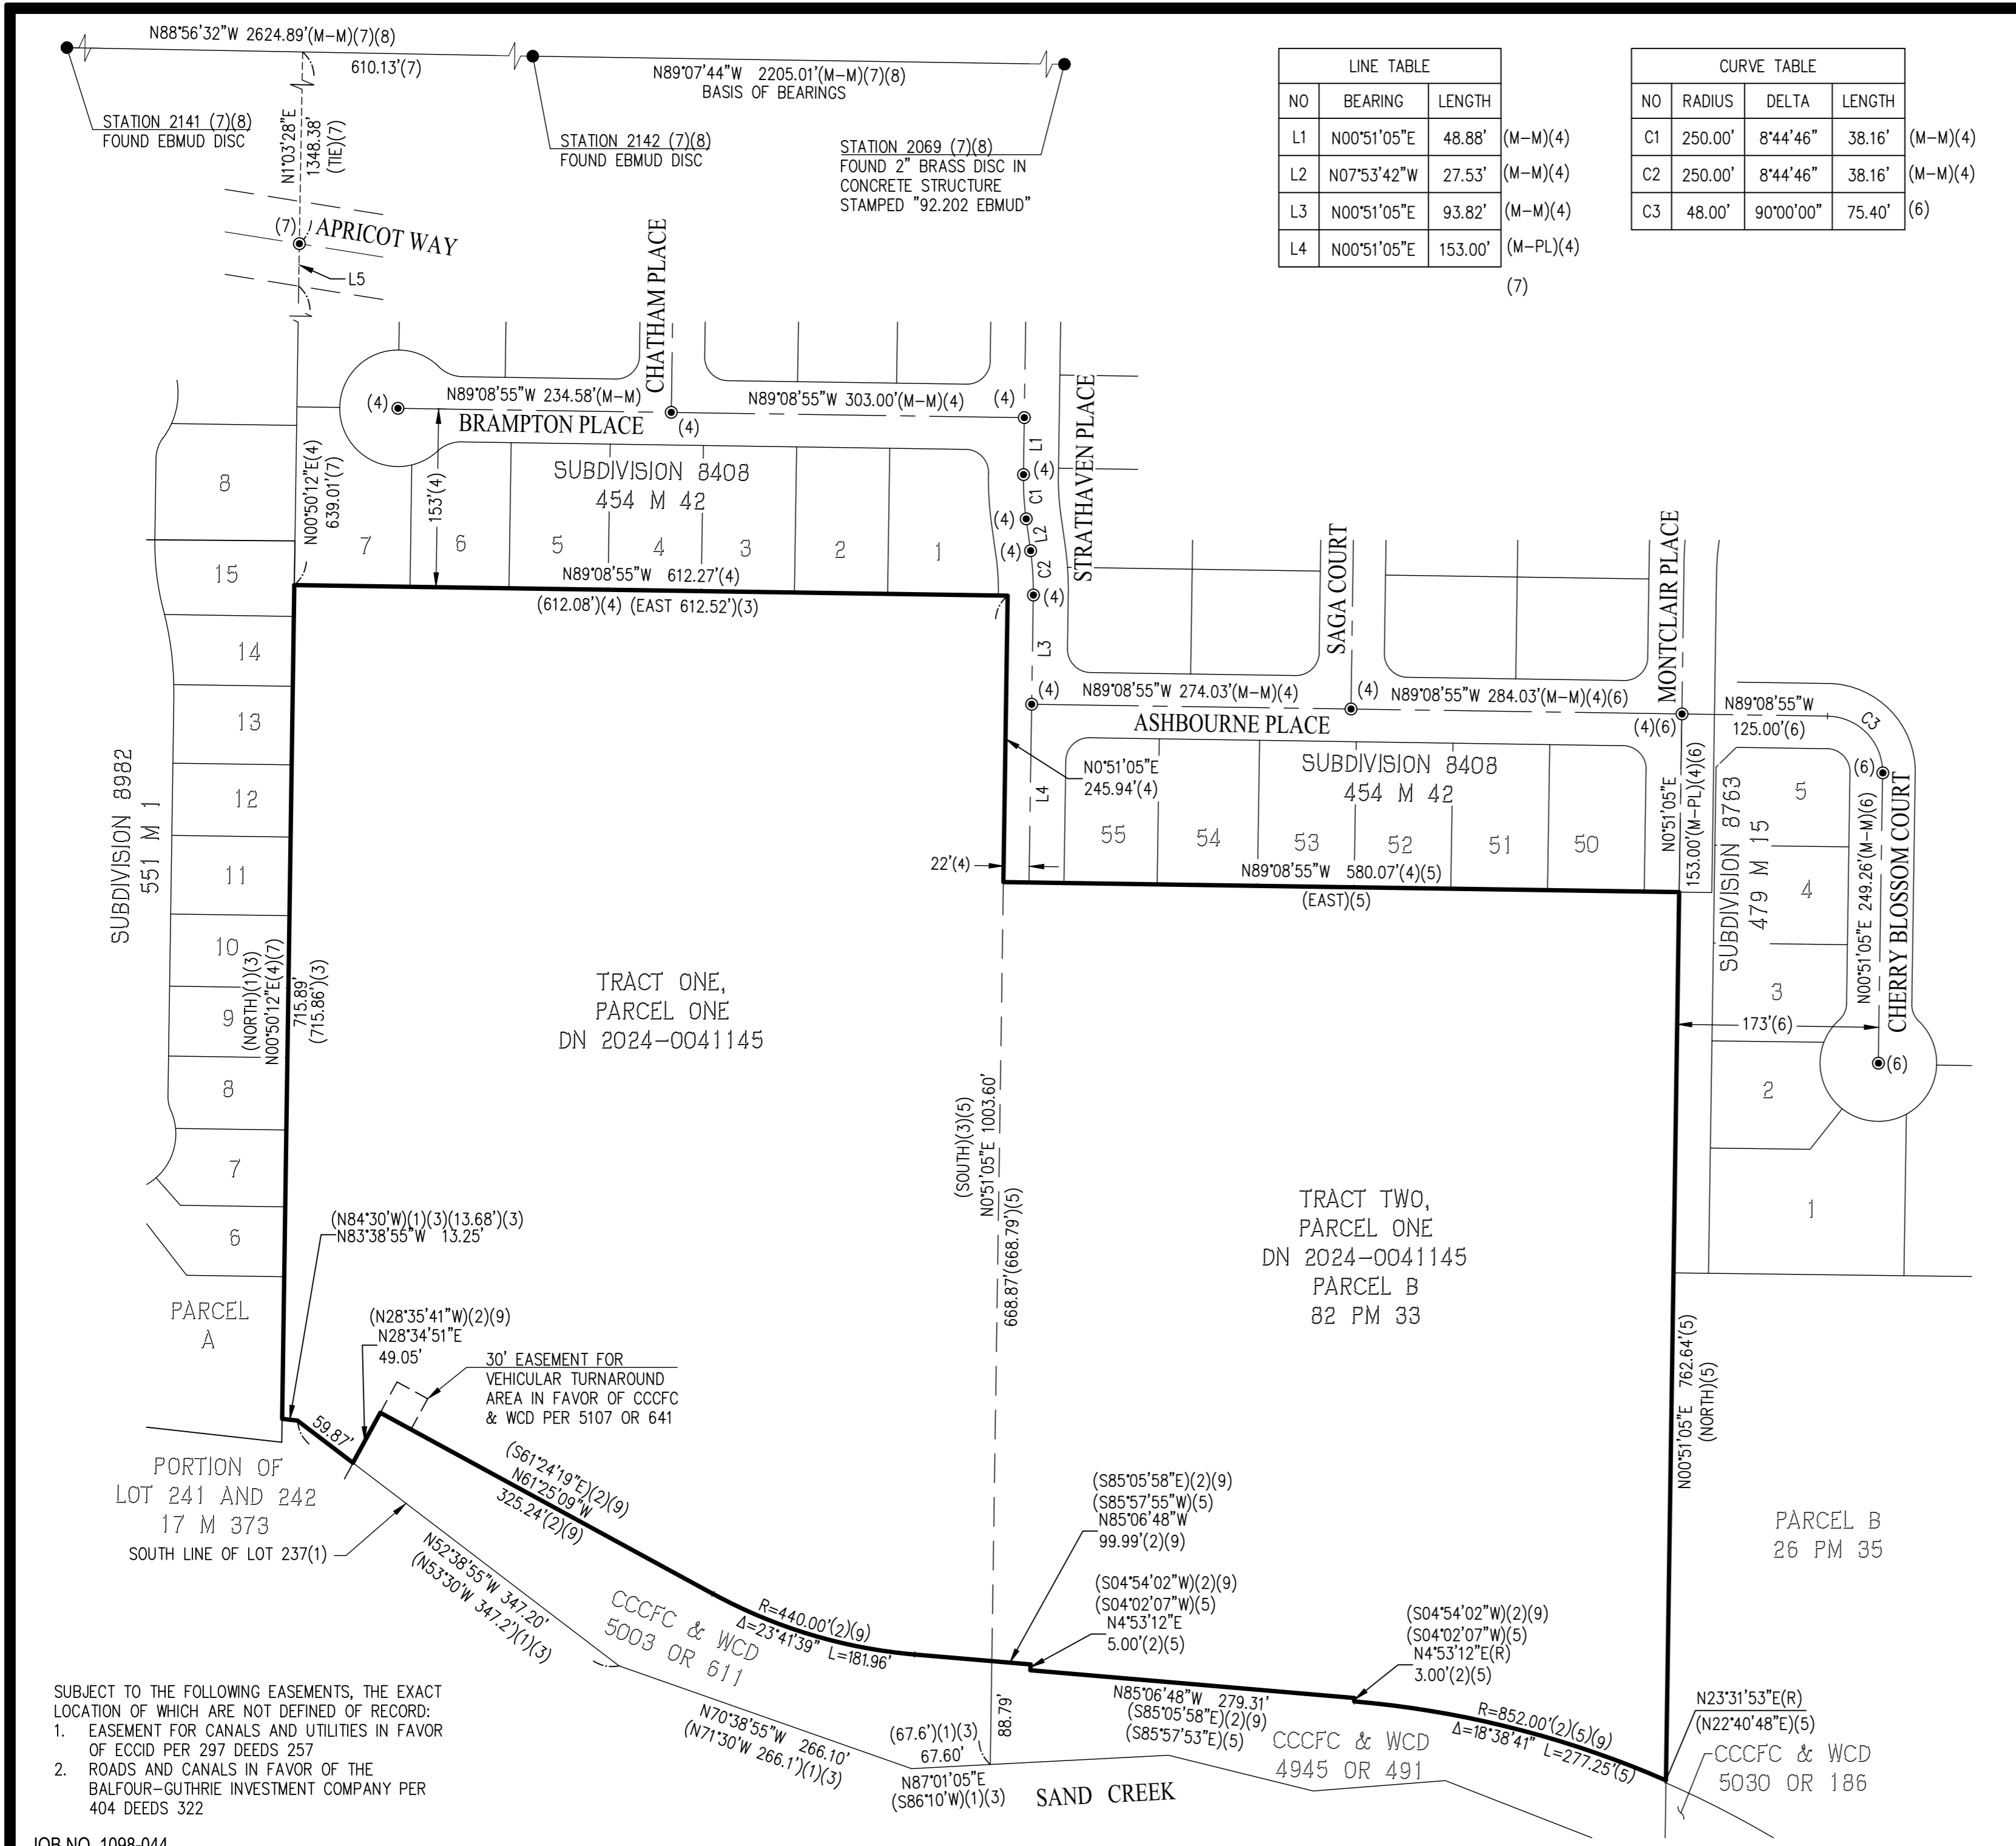 N88°56'32"W 2624.89'(M-M)(7)(8)
610.13'(7)
N89°07'44"W 2205.01'(M-M)(7)(8)
BASIS OF BEARINGS
STATION 2141 (7)(8)
FOUND EBMUD DISC
N1°03'28"E
1348.38'
(TIE)(7)
STATION 2142 (7)(8)
FOUND EBMUD DISC
STATION 2069 (7)(8)
FOUND 2" BRASS DISC IN
CONCRETE STRUCTURE
STAMPED "92.202 EBMUD"
LINE TABLE
NO BEARING LENGTH
L1 N00°51'05"E 48.88' (M-M)(4)
L2 N07°53'42"W 27.53' (M-M)(4)
L3 N00°51'05"E 93.82' (M-M)(4)
L4 N00°51'05"E 153.00' (M-PL)(4)
(7)
CURVE TABLE
NO RADIUS DELTA LENGTH
C1 250.00' 8°44'46" 38.16' (M-M)(4)
C2 250.00' 8°44'46" 38.16' (M-M)(4)
C3 48.00' 90°00'00" 75.40' (6)
(7)
APRICOT WAY
L5
CHATHAM PLACE
N89°08'55"W 234.58'(M-M)
N89°08'55"W 303.00'(M-M)(4)
(4)
(4)
(4)
BRAMPTON PLACE
STRATHAVEN PLACE
L1
(4)
C1
(4)
L2
(4)
C2
(4)
L3
N00°50'12"E(4)
639.01'(7)
153'(4)
SUBDIVISION 8408
454 M 42
7
6
5
4
3
2
1
N89°08'55"W 612.27'(4)
(612.08')(4) (EAST 612.52')(3)
8
15
14
13
12
11
10
9
8
7
6
SUBDIVISION 8982
551 M 1
(NORTH)(1)(3)
N00°50'12"E(4)(7)
715.89'
(715.86')(3)
SAGA COURT
MONTCLAIR PLACE
(4)
N89°08'55"W 274.03'(M-M)(4)
(4)
N89°08'55"W 284.03'(M-M)(4)(6)
(4)(6)
ASHBOURNE PLACE
N89°08'55"W
125.00'(6)
C3
(6)
N0°51'05"E
245.94'(4)
L4
22'(4)
SUBDIVISION 8408
454 M 42
55
54
53
52
51
50
N89°08'55"W 580.07'(4)(5)
(EAST)(5)
N0°51'05"E
153.00'(M-PL)(4)(6)
SUBDIVISION 8763
479 M 15
5
4
3
2
1
N00°51'05"E 249.26'(M-M)(6)
CHERRY BLOSSOM COURT
173'(6)
(6)
TRACT ONE,
PARCEL ONE
DN 2024-0041145
(SOUTH)(3)(5)
N0°51'05"E 1003.60'
668.87'(668.79')(5)
TRACT TWO,
PARCEL ONE
DN 2024-0041145
PARCEL B
82 PM 33
N00°51'05"E 762.64'(5)
(NORTH)(5)
(N84°30'W)(1)(3)(13.68')(3)
N83°38'55"W 13.25'
PARCEL
A
(N28°35'41"W)(2)(9)
N28°34'51"E
49.05'
30' EASEMENT FOR
VEHICULAR TURNAROUND
AREA IN FAVOR OF CCCFC
& WCD PER 5107 OR 641
59.87'
PORTION OF
LOT 241 AND 242
17 M 373
SOUTH LINE OF LOT 237(1)
(S61°24'19"E)(2)(9)
N61°25'09"W
325.24'(2)(9)
N52°38'55"W 347.20'
(N53°30'W 347.2')(1)(3)
CCCFC & WCD
5003 OR 611
R=440.00'(2)(9)
Δ=23°41'39" L=181.96'
(S85°05'58"E)(2)(9)
(S85°57'55"W)(5)
N85°06'48"W
99.99'(2)(9)
(S04°54'02"W)(2)(9)
(S04°02'07"W)(5)
N4°53'12"E
5.00'(2)(5)
(S04°54'02"W)(2)(9)
(S04°02'07"W)(5)
N4°53'12"E(R)
3.00'(2)(5)
PARCEL B
26 PM 35
N70°38'55"W 266.10'
(N71°30'W 266.1')(1)(3)
(67.6')(1)(3)
67.60'
88.79'
N87°01'05"E
(S86°10'W)(1)(3)
SAND CREEK
N85°06'48"W 279.31'
(S85°05'58"E)(2)(9)
(S85°57'53"E)(5)
CCCFC & WCD
4945 OR 491
R=852.00'(2)(5)(9)
Δ=18°38'41" L=277.25'(5)
N23°31'53"E(R)
(N22°40'48"E)(5)
CCCFC & WCD
5030 OR 186
SUBJECT TO THE FOLLOWING EASEMENTS, THE EXACT
LOCATION OF WHICH ARE NOT DEFINED OF RECORD:
1. EASEMENT FOR CANALS AND UTILITIES IN FAVOR
OF ECCID PER 297 DEEDS 257
2. ROADS AND CANALS IN FAVOR OF THE
BALFOUR-GUTHRIE INVESTMENT COMPANY PER
404 DEEDS 322
JOB NO. 1098-044